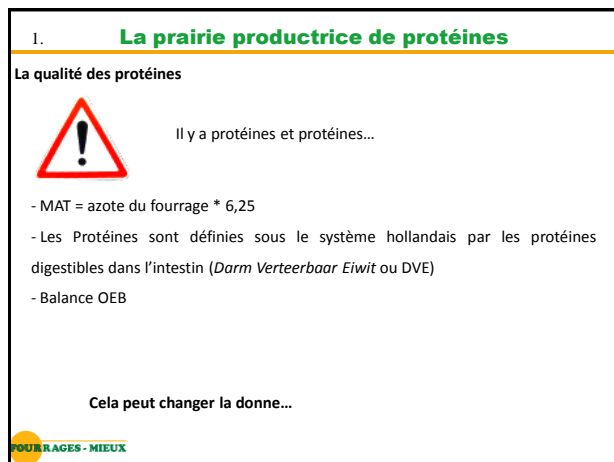 1. La prairie productrice de protéines
La qualité des protéines
Il y a protéines et protéines…
- MAT = azote du fourrage * 6,25
- Les Protéines sont définies sous le système hollandais par les protéines
digestibles dans l’intestin (Darm Verteerbaar Eiwit ou DVE)
- Balance OEB
Cela peut changer la donne…
FOURRAGES - MIEUX